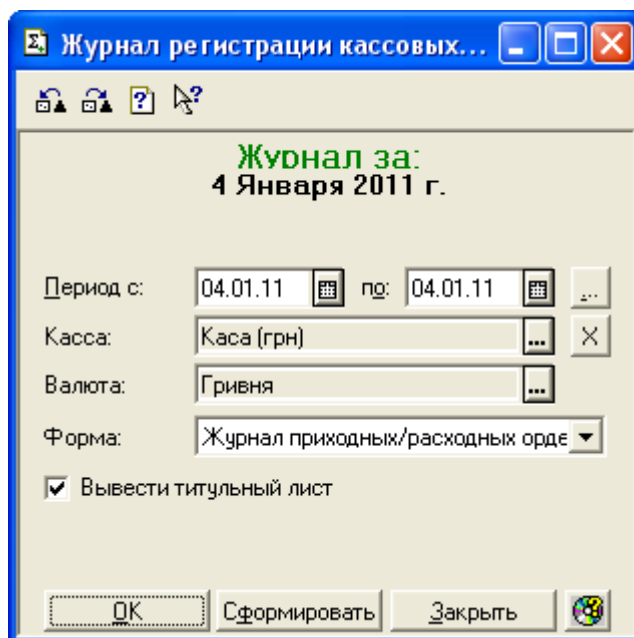 Журнал регистрации кассовых...
Журнал за:
4 Января 2011 г.
Период с: 04.01.11 по: 04.01.11 ...
Касса: Каса (грн) ... X
Валюта: Гривня ...
Форма: Журнал приходных/расходных орде
Вывести титульный лист
OK Сформировать Закрыть